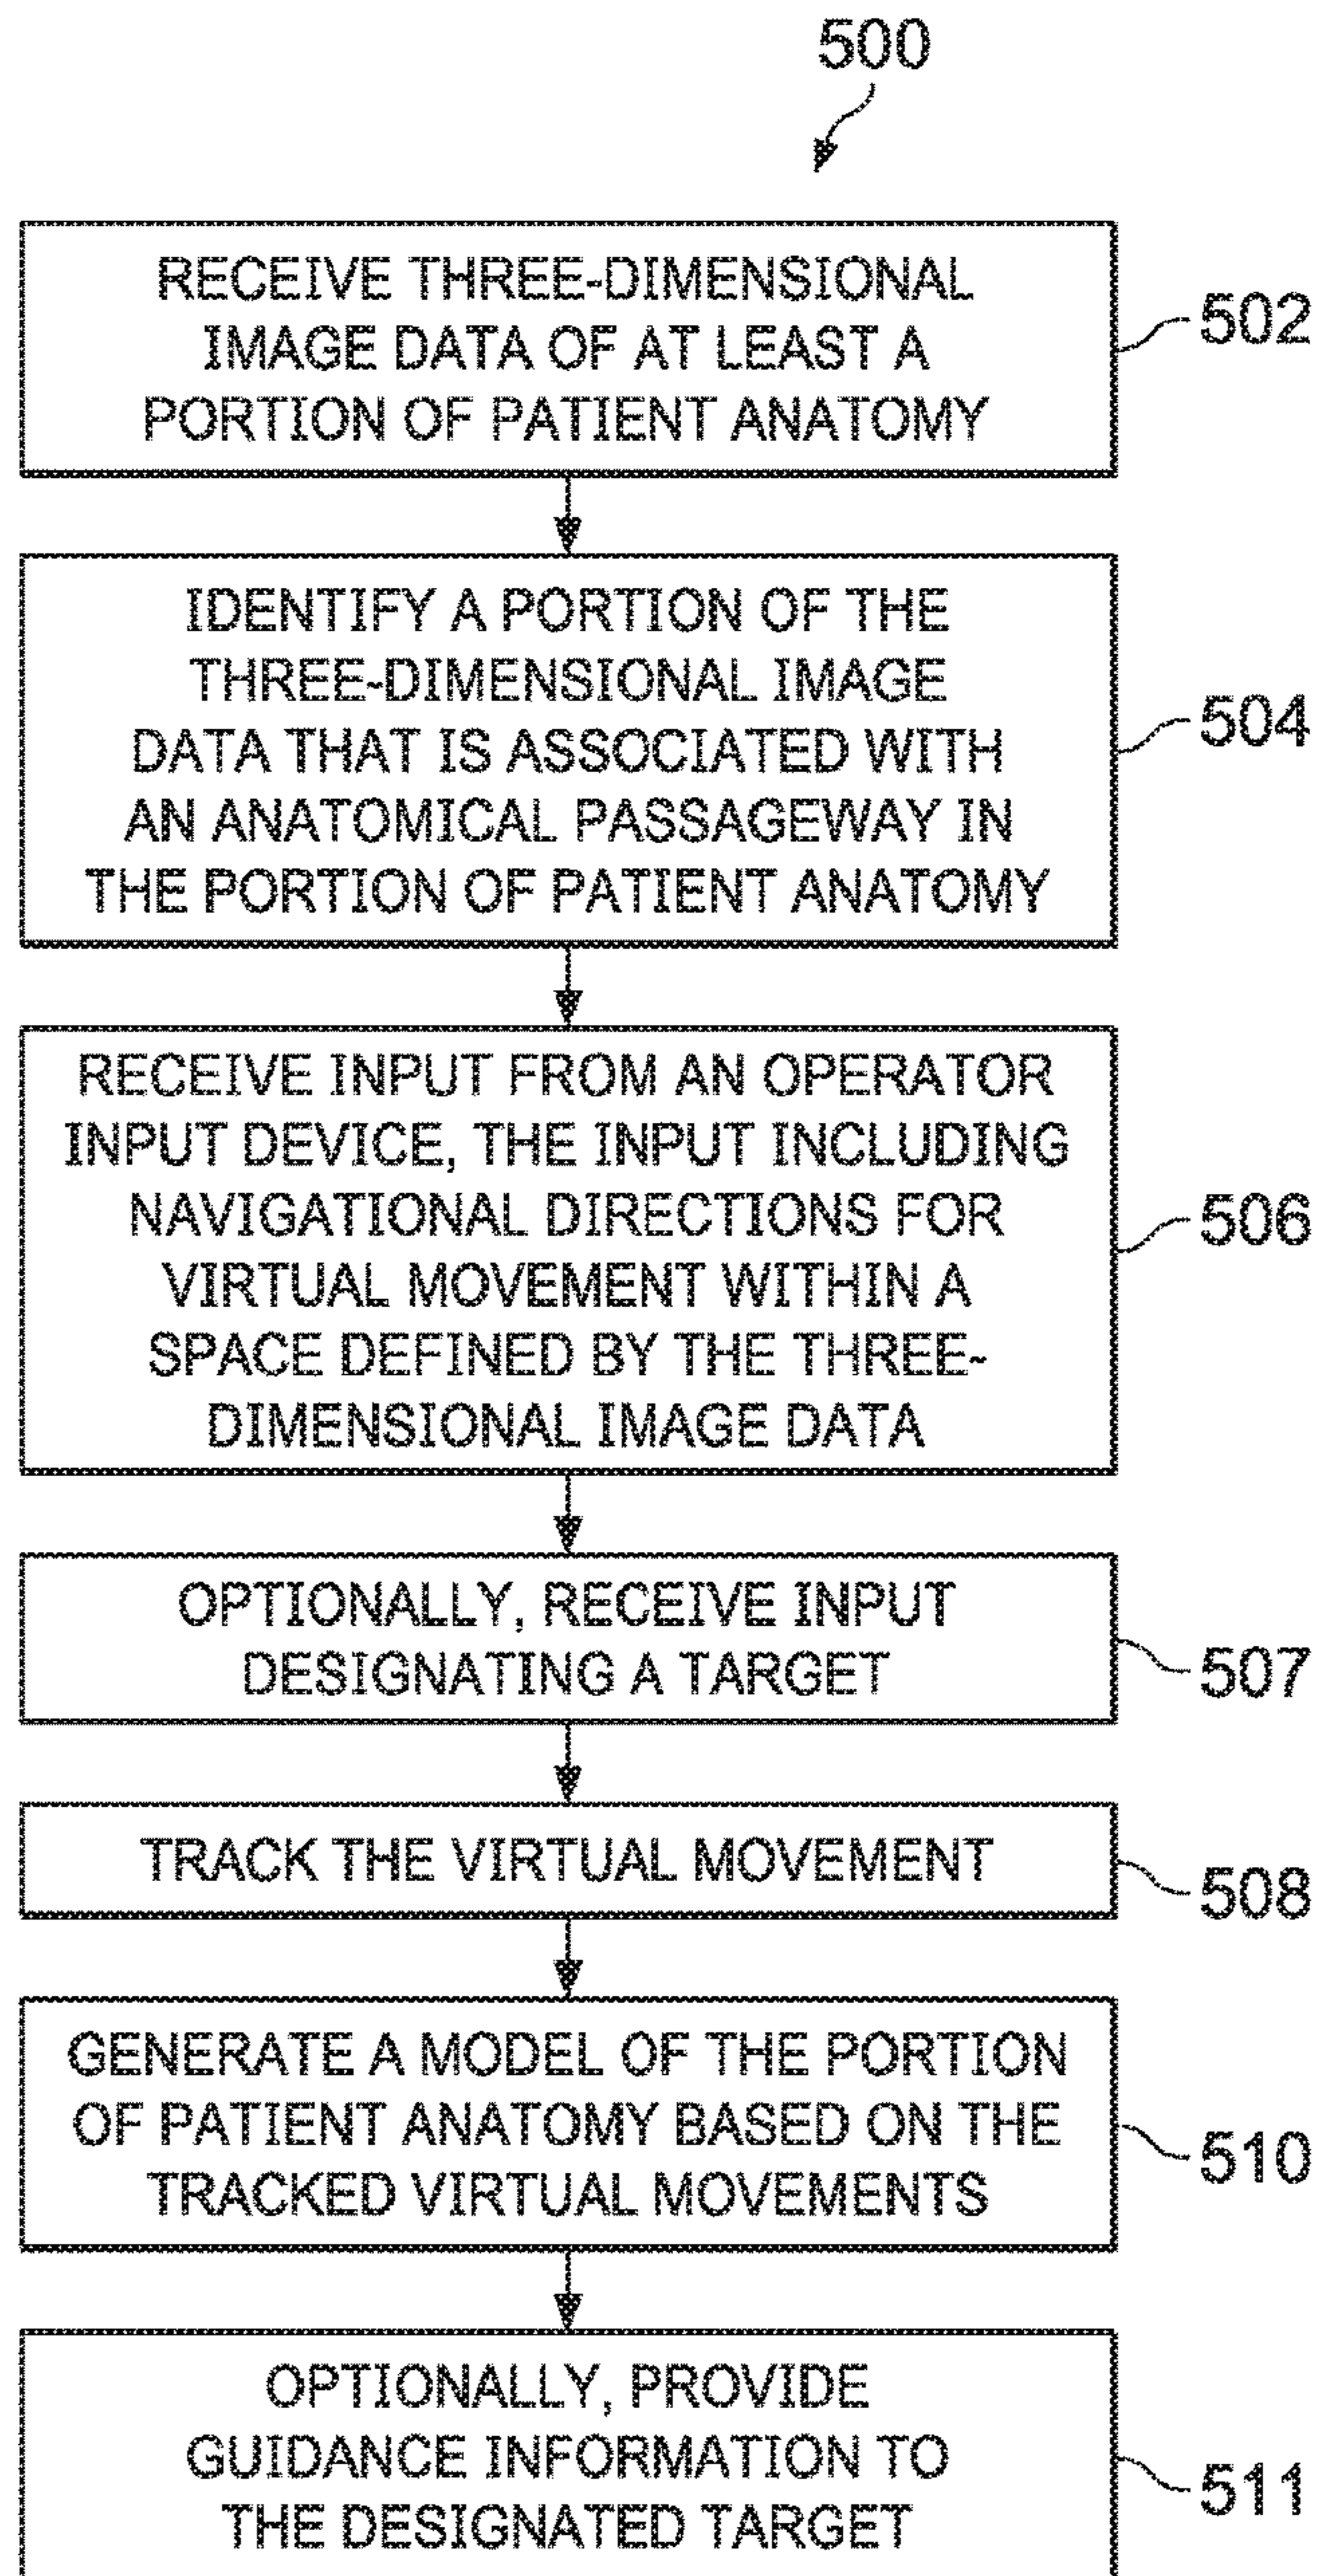 500
RECEIVE THREE-DIMENSIONAL
IMAGE DATA OF AT LEAST A
PORTION OF PATIENT ANATOMY
502
IDENTIFY A PORTION OF THE
THREE-DIMENSIONAL IMAGE
DATA THAT IS ASSOCIATED WITH
AN ANATOMICAL PASSAGEWAY IN
THE PORTION OF PATIENT ANATOMY
504
RECEIVE INPUT FROM AN OPERATOR
INPUT DEVICE, THE INPUT INCLUDING
NAVIGATIONAL DIRECTIONS FOR
VIRTUAL MOVEMENT WITHIN A
SPACE DEFINED BY THE THREE-
DIMENSIONAL IMAGE DATA
506
OPTIONALLY, RECEIVE INPUT
DESIGNATING A TARGET
507
TRACK THE VIRTUAL MOVEMENT
508
GENERATE A MODEL OF THE PORTION
OF PATIENT ANATOMY BASED ON THE
TRACKED VIRTUAL MOVEMENTS
510
OPTIONALLY, PROVIDE
GUIDANCE INFORMATION TO
THE DESIGNATED TARGET
511